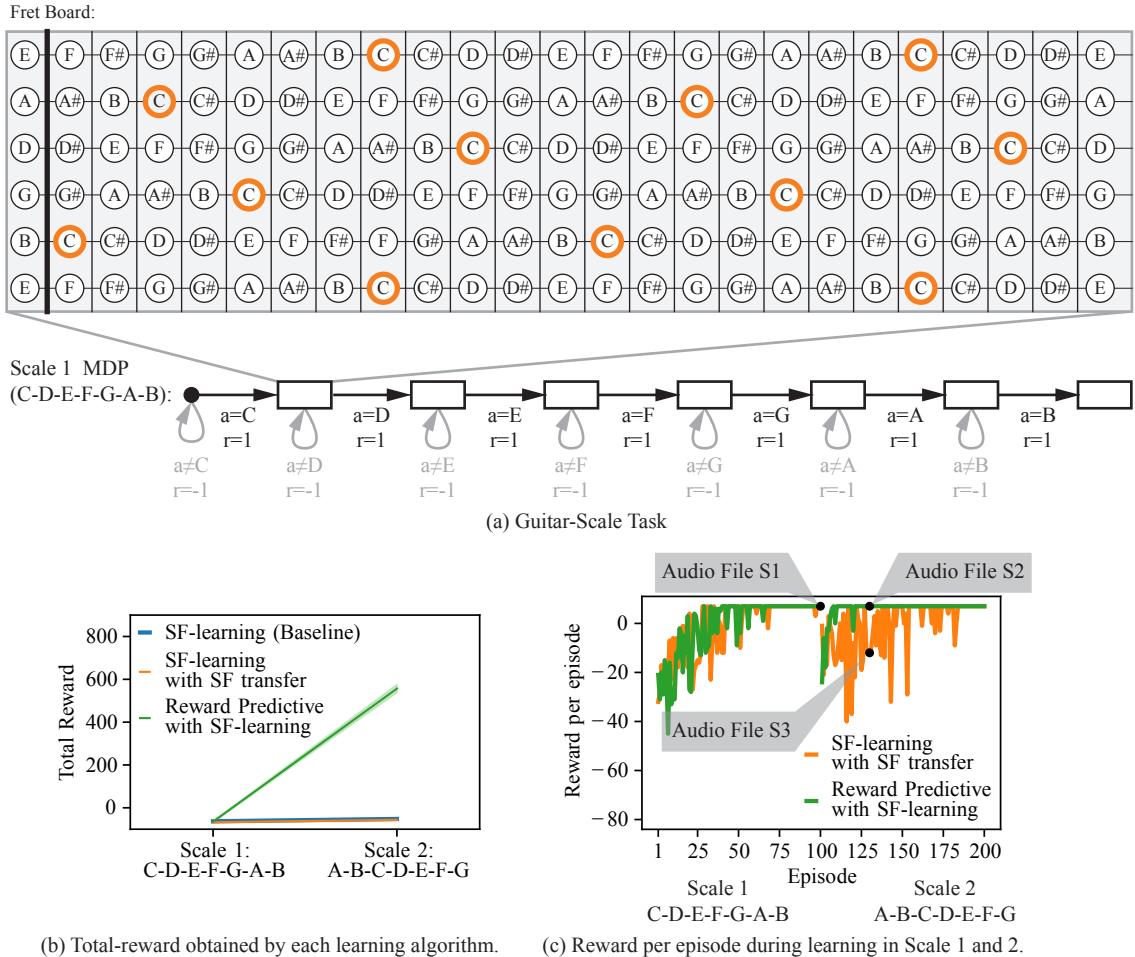 Fret Board:
E F F# G G# A A# B C C# D D# E F F# G G# A A# B C C# D D# E
A A# B C C# D D# E F F# G G# A A# B C C# D D# E F F# G G# A
D D# E F F# G G# A A# B C C# D D# E F F# G G# A A# B C C# D
G G# A A# B C C# D D# E F F# G G# A A# B C C# D D# E F F# G
B C C# D D# E F F# F G# A A# B C C# D D# E F F# G G# A A# B
E F F# G G# A A# B C C# D D# E F F# G G# A A# B C C# D D# E
Scale 1 MDP
(C-D-E-F-G-A-B):
a=C a=D a=E a=F a=G a=A a=B
r=1 r=1 r=1 r=1 r=1 r=1 r=1
a≠C a≠D a≠E a≠F a≠G a≠A a≠B
r=-1 r=-1 r=-1 r=-1 r=-1 r=-1 r=-1
(a) Guitar-Scale Task
Total Reward
800
600
400
200
0
SF-learning (Baseline)
SF-learning
with SF transfer
Reward Predictive
with SF-learning
Scale 1:
C-D-E-F-G-A-B
Scale 2:
A-B-C-D-E-F-G
(b) Total-reward obtained by each learning algorithm.
Audio File S1
Audio File S2
Audio File S3
Reward per episode
0
−20
−40
−60
−80
SF-learning
with SF transfer
Reward Predictive
with SF-learning
1 25 50 75 100 125 150 175 200
Episode
Scale 1
C-D-E-F-G-A-B
Scale 2
A-B-C-D-E-F-G
(c) Reward per episode during learning in Scale 1 and 2.